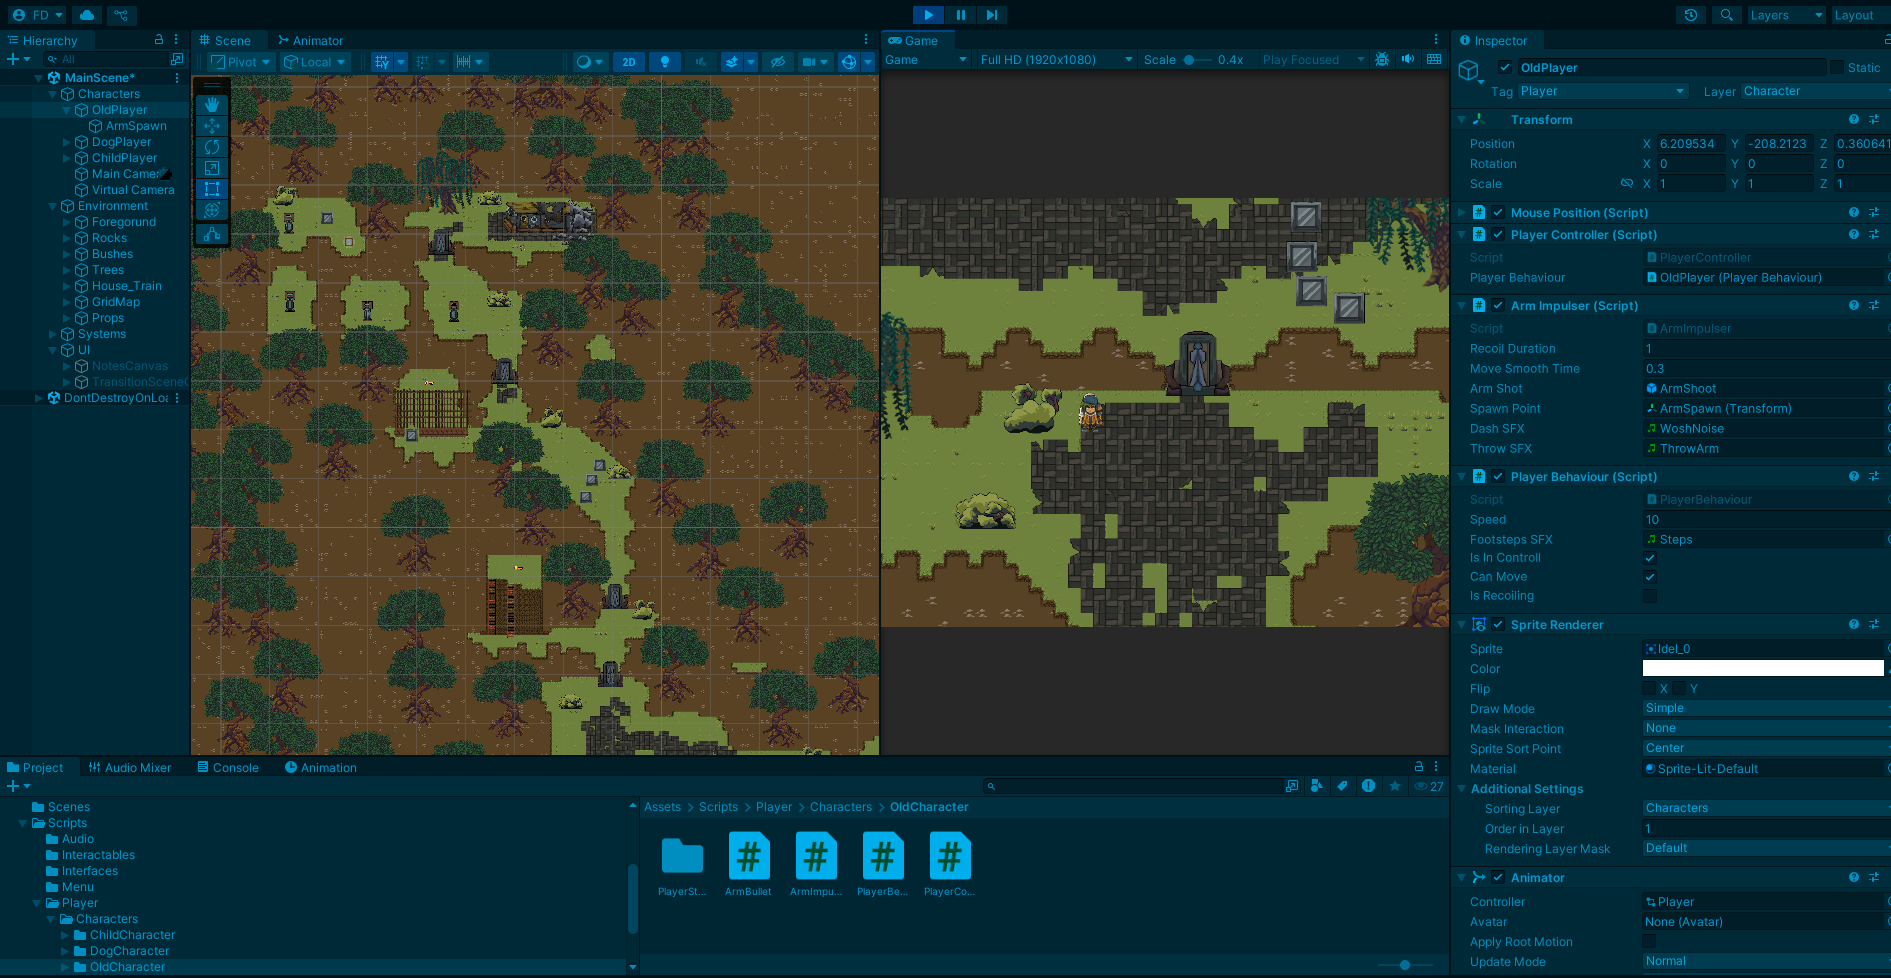 FD
Layers
Layout
Hierarchy
All
MainScene*
Characters
OldPlayer
ArmSpawn
DogPlayer
ChildPlayer
Main Camer
Virtual Camera
Environment
Foregorund
Rocks
Bushes
Trees
House_Train
GridMap
Props
Systems
UI
NotesCanvas
TransitionScene
DontDestroyOnLoa
Scene
Animator
Pivot
Local
2D
Game
Game
Full HD (1920x1080)
Scale
0.4x
Play Focused
Inspector
OldPlayer
Static
Tag
Player
Layer
Character
Transform
Position X 6.209534 Y -208.2123 Z 0.360641
Rotation X 0 Y 0 Z 0
Scale X 1 Y 1 Z 1
Mouse Position (Script)
Player Controller (Script)
Script PlayerController
Player Behaviour OldPlayer (Player Behaviour)
Arm Impulser (Script)
Script ArmImpulser
Recoil Duration 1
Move Smooth Time 0.3
Arm Shot ArmShoot
Spawn Point ArmSpawn (Transform)
Dash SFX WoshNoise
Throw SFX ThrowArm
Player Behaviour (Script)
Script PlayerBehaviour
Speed 10
Footsteps SFX Steps
Is In Controll
Can Move
Is Recoiling
Sprite Renderer
Sprite Idel_0
Color
Flip X Y
Draw Mode Simple
Mask Interaction None
Sprite Sort Point Center
Material Sprite-Lit-Default
Additional Settings
Sorting Layer Characters
Order in Layer 1
Rendering Layer Mask Default
Animator
Controller Player
Avatar None (Avatar)
Apply Root Motion
Update Mode Normal
Project
Audio Mixer
Console
Animation
27
Scenes
Scripts
Audio
Interactables
Interfaces
Menu
Player
Characters
ChildCharacter
DogCharacter
OldCharacter
Assets > Scripts > Player > Characters > OldCharacter
PlayerSt...
ArmBullet
ArmImpu...
PlayerBe...
PlayerCo...